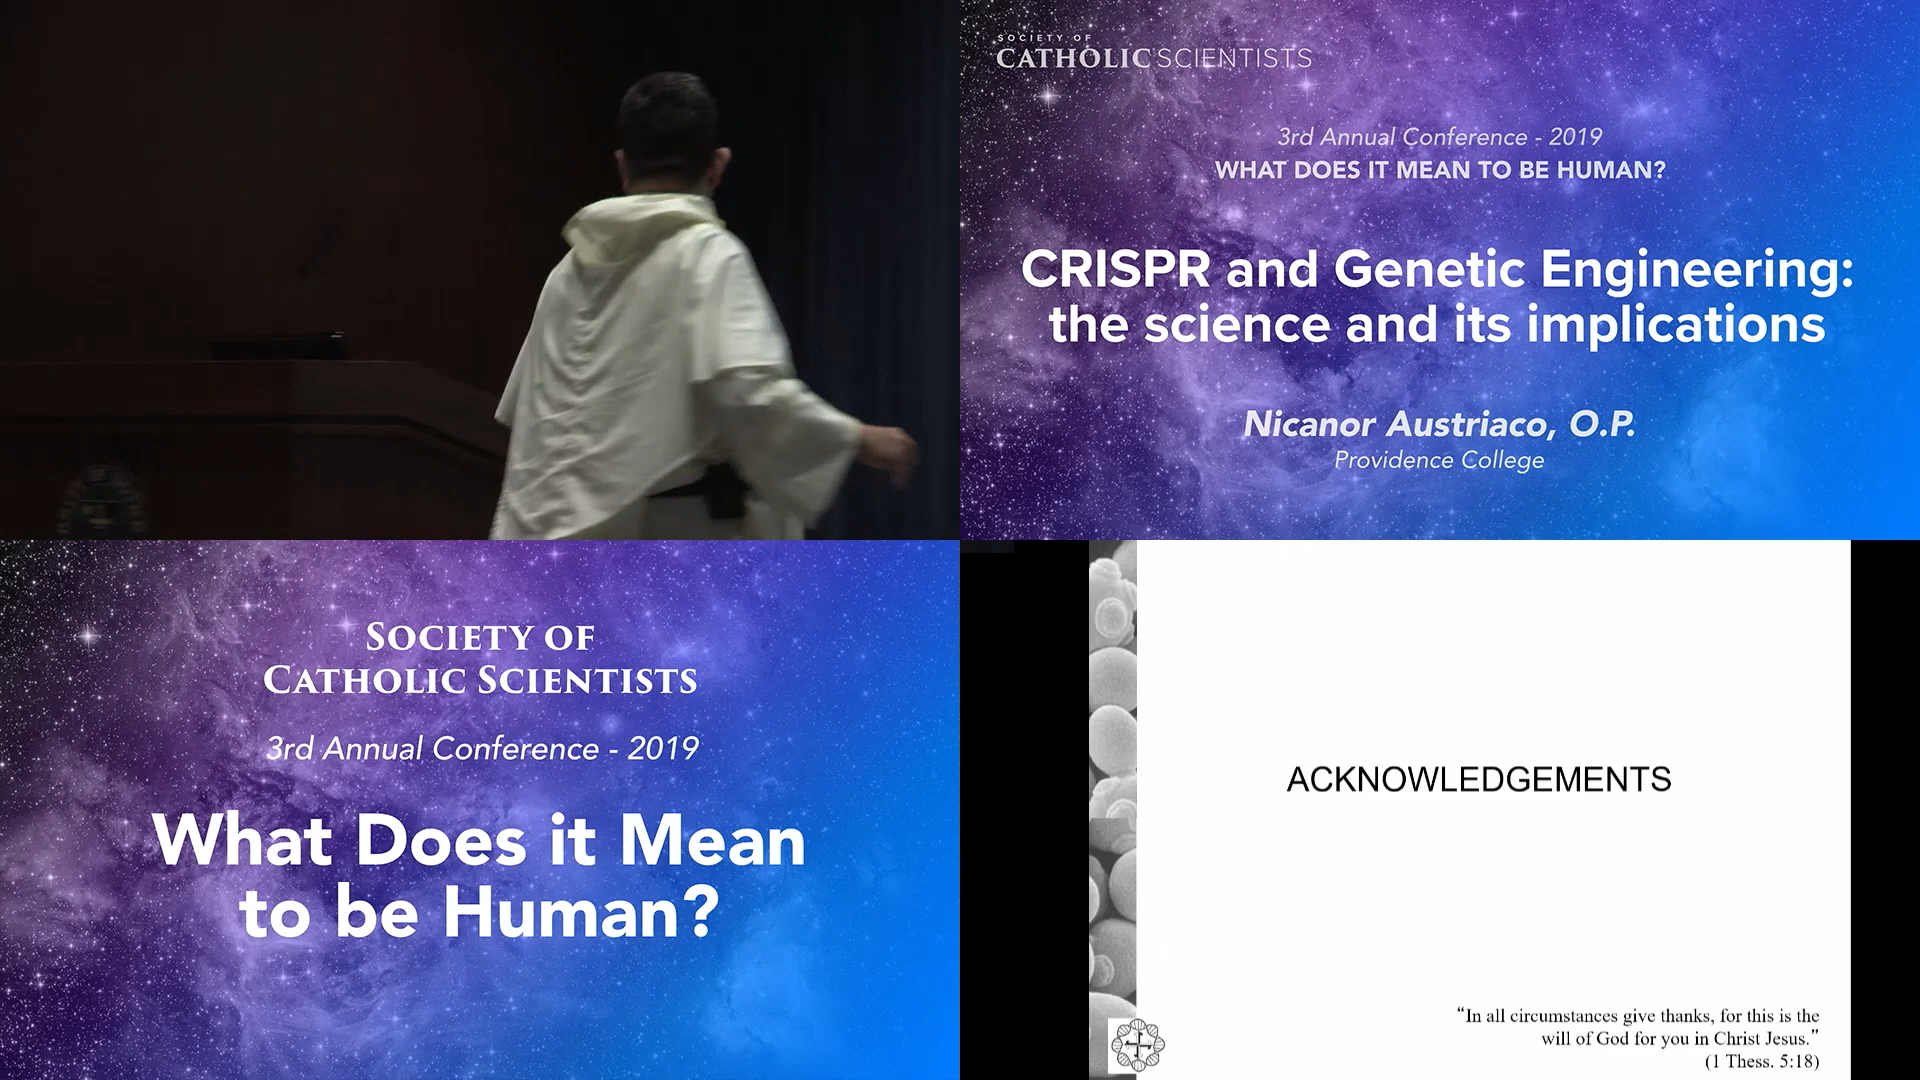 SOCIETY OF
CATHOLIC SCIENTISTS
3rd Annual Conference - 2019
WHAT DOES IT MEAN TO BE HUMAN?
CRISPR and Genetic Engineering:
the science and its implications
Nicanor Austriaco, O.P.
Providence College
SOCIETY OF
CATHOLIC SCIENTISTS
3rd Annual Conference - 2019
What Does it Mean
to be Human?
ACKNOWLEDGEMENTS
“In all circumstances give thanks, for this is the
will of God for you in Christ Jesus.”
(1 Thess. 5:18)